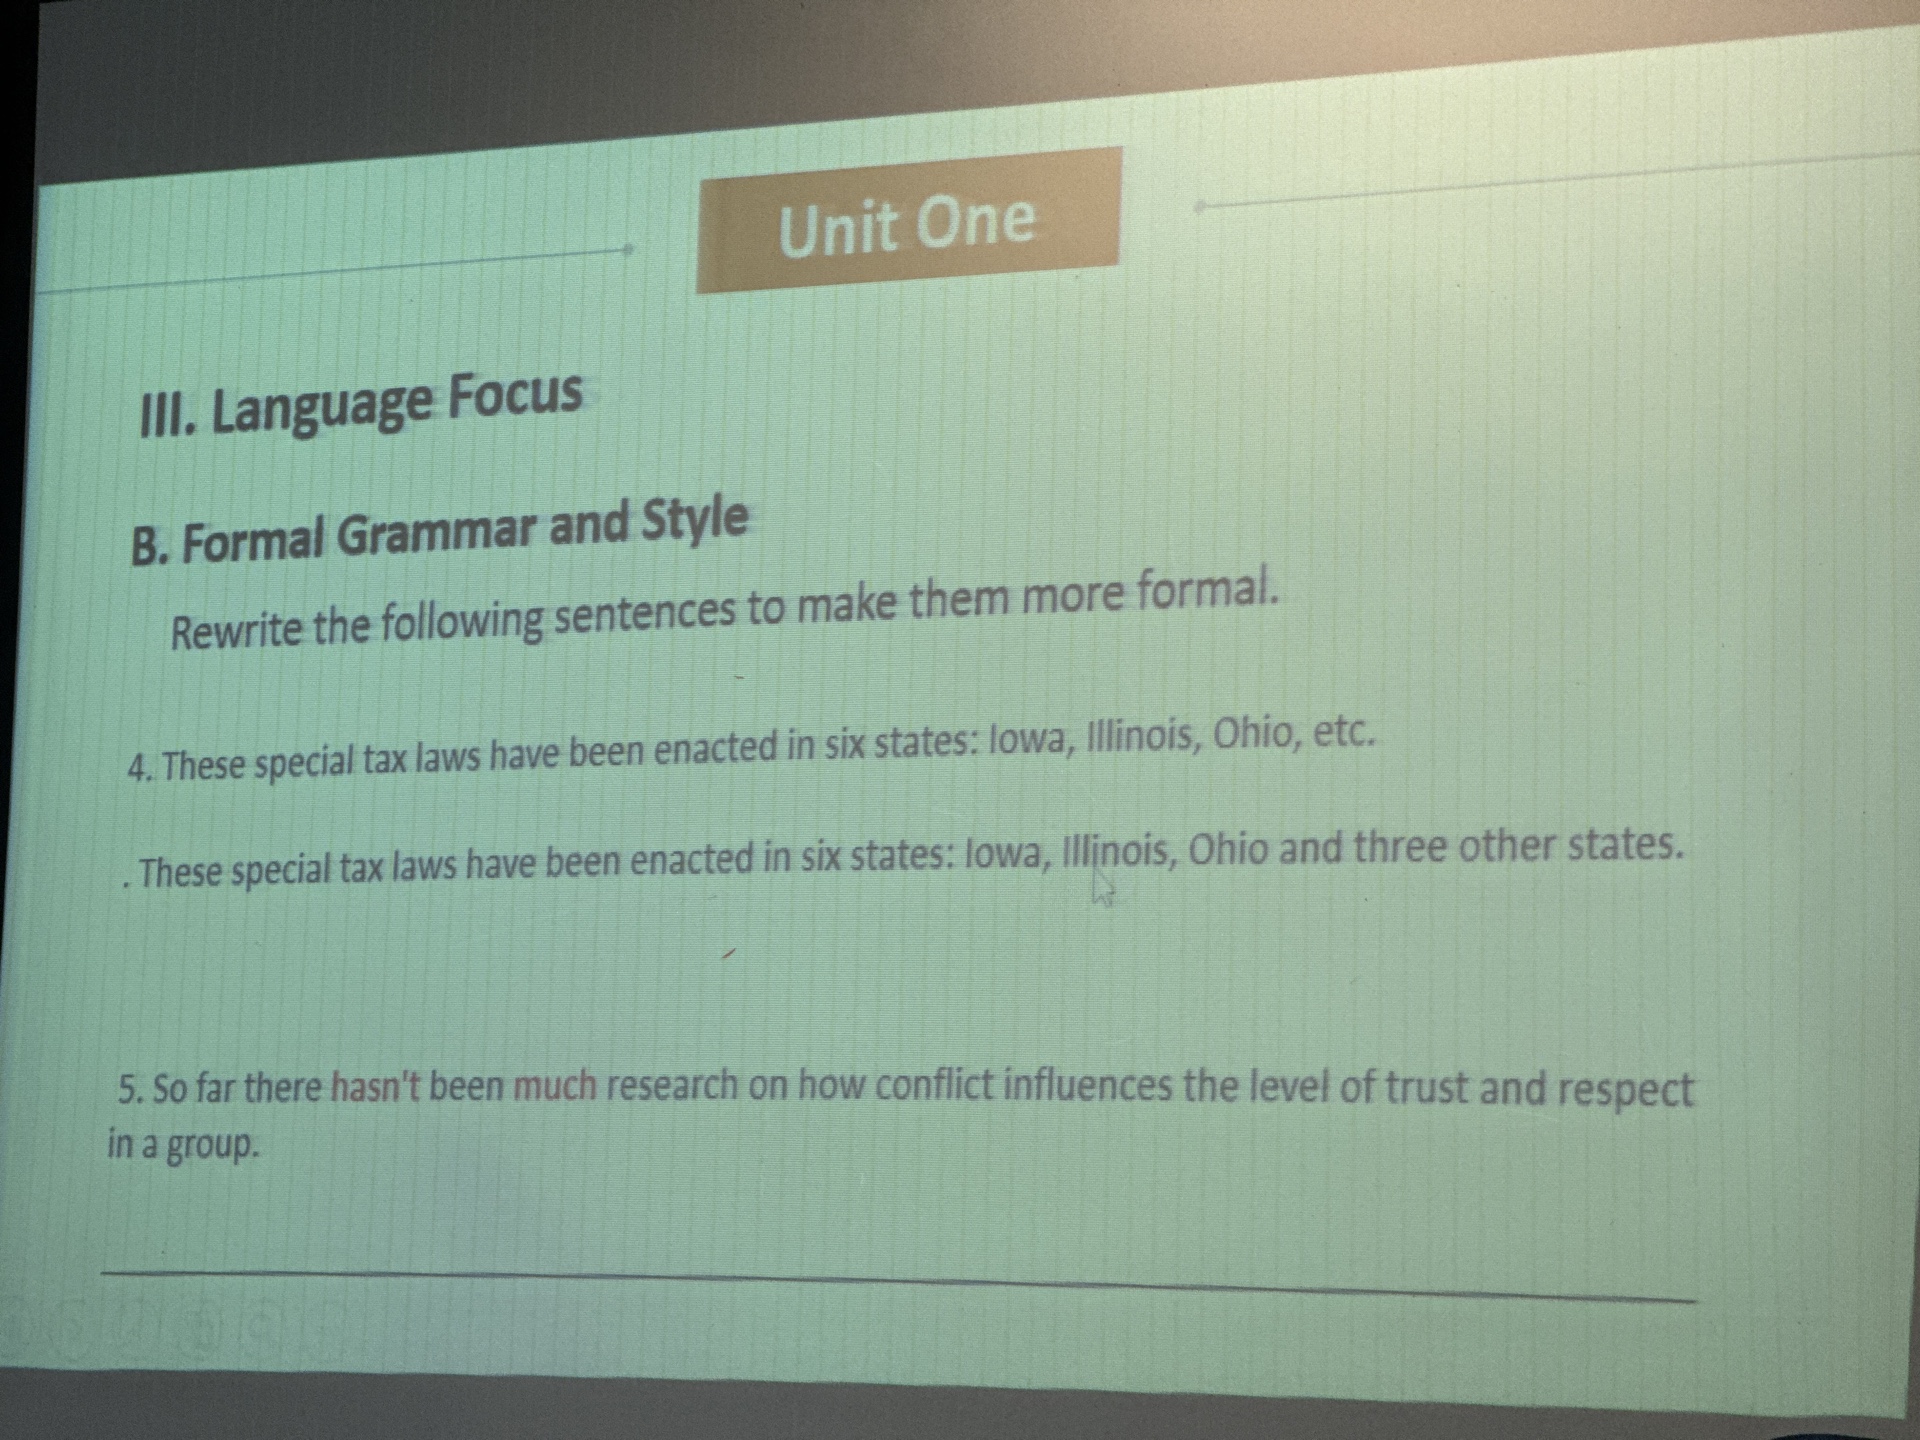 Unit One
III. Language Focus
B. Formal Grammar and Style
Rewrite the following sentences to make them more formal.
4. These special tax laws have been enacted in six states: Iowa, Illinois, Ohio, etc.
. These special tax laws have been enacted in six states: Iowa, Illinois, Ohio and three other states.
5. So far there hasn't been much research on how conflict influences the level of trust and respect
in a group.